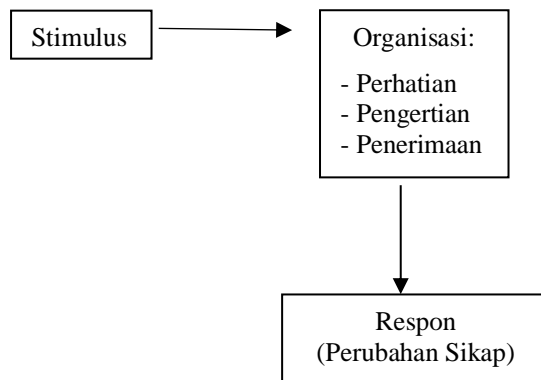 Stimulus
Organisasi:
- Perhatian
- Pengertian
- Penerimaan
Respon
(Perubahan Sikap)